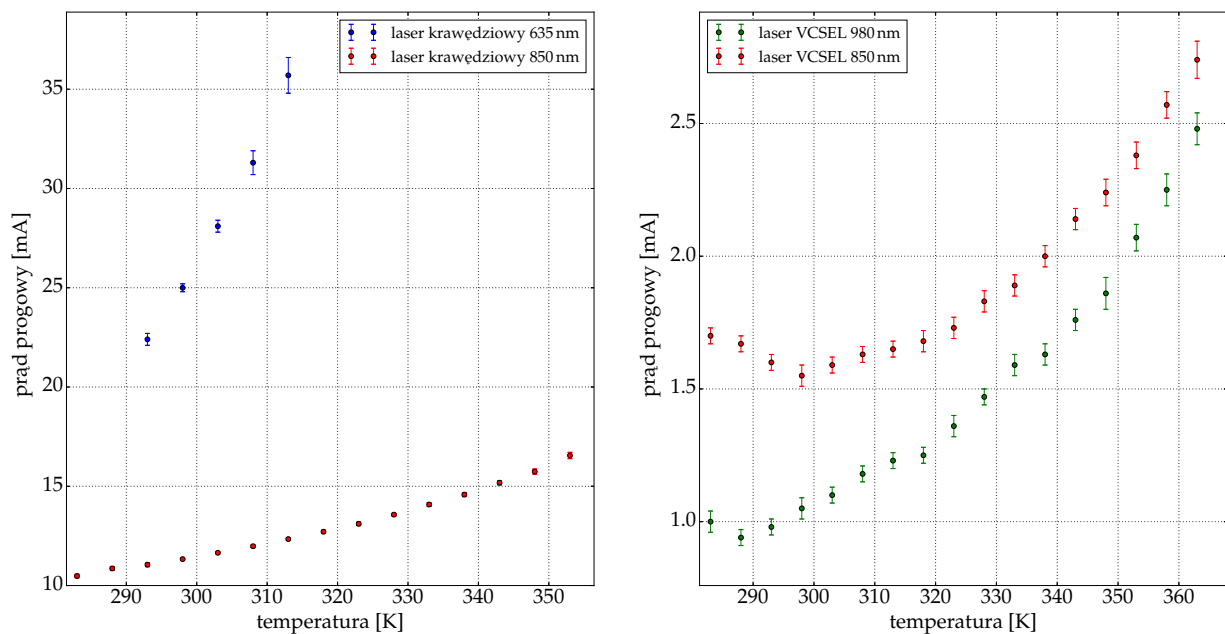 laser krawędziowy 635 nm
laser krawędziowy 850 nm
35
30
25
20
15
10
prąd progowy [mA]
290 300 310 320 330 340 350
temperatura [K]
laser VCSEL 980 nm
laser VCSEL 850 nm
2.5
2.0
1.5
1.0
prąd progowy [mA]
290 300 310 320 330 340 350 360
temperatura [K]